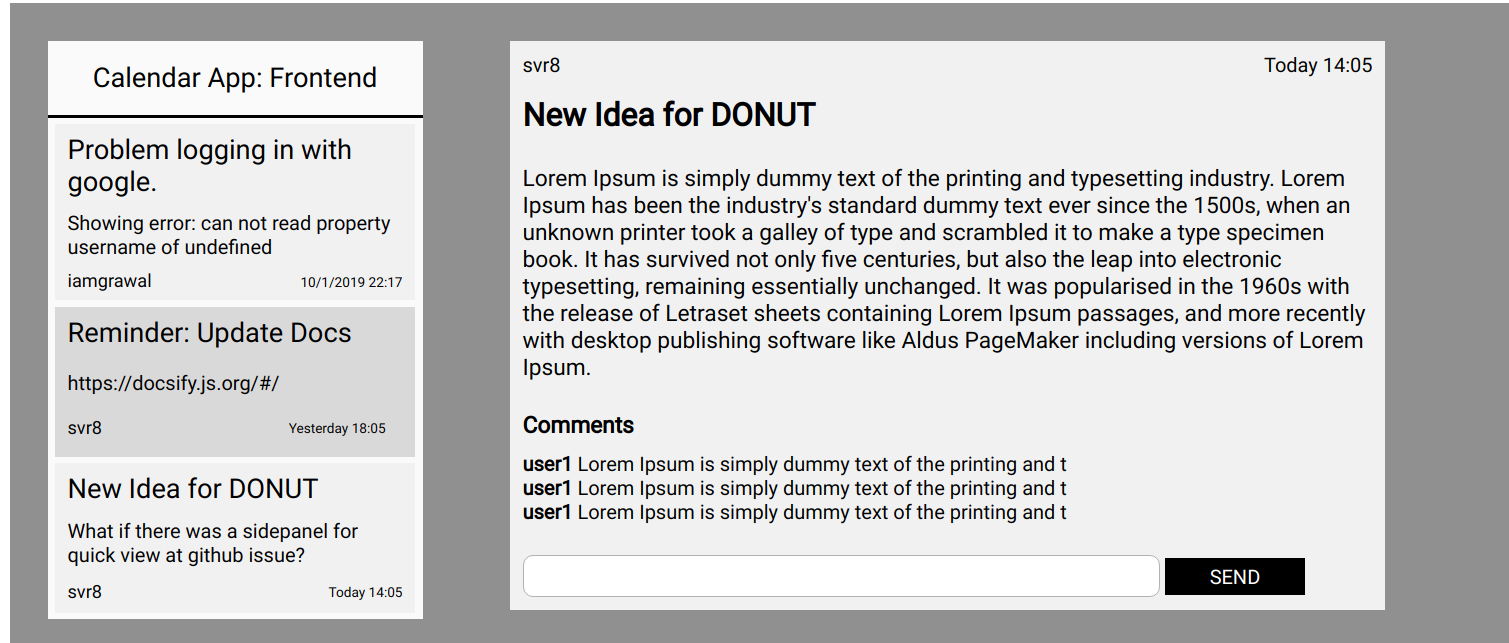 Calendar App: Frontend
Problem logging in with
google.
Showing error: can not read property
username of undefined
iamgrawal 10/1/2019 22:17
Reminder: Update Docs
https://docsify.js.org/#/
svr8 Yesterday 18:05
New Idea for DONUT
What if there was a sidepanel for
quick view at github issue?
svr8 Today 14:05
svr8 Today 14:05
New Idea for DONUT
Lorem Ipsum is simply dummy text of the printing and typesetting industry. Lorem
Ipsum has been the industry's standard dummy text ever since the 1500s, when an
unknown printer took a galley of type and scrambled it to make a type specimen
book. It has survived not only five centuries, but also the leap into electronic
typesetting, remaining essentially unchanged. It was popularised in the 1960s with
the release of Letraset sheets containing Lorem Ipsum passages, and more recently
with desktop publishing software like Aldus PageMaker including versions of Lorem
Ipsum.
Comments
user1 Lorem Ipsum is simply dummy text of the printing and t
user1 Lorem Ipsum is simply dummy text of the printing and t
user1 Lorem Ipsum is simply dummy text of the printing and t
SEND